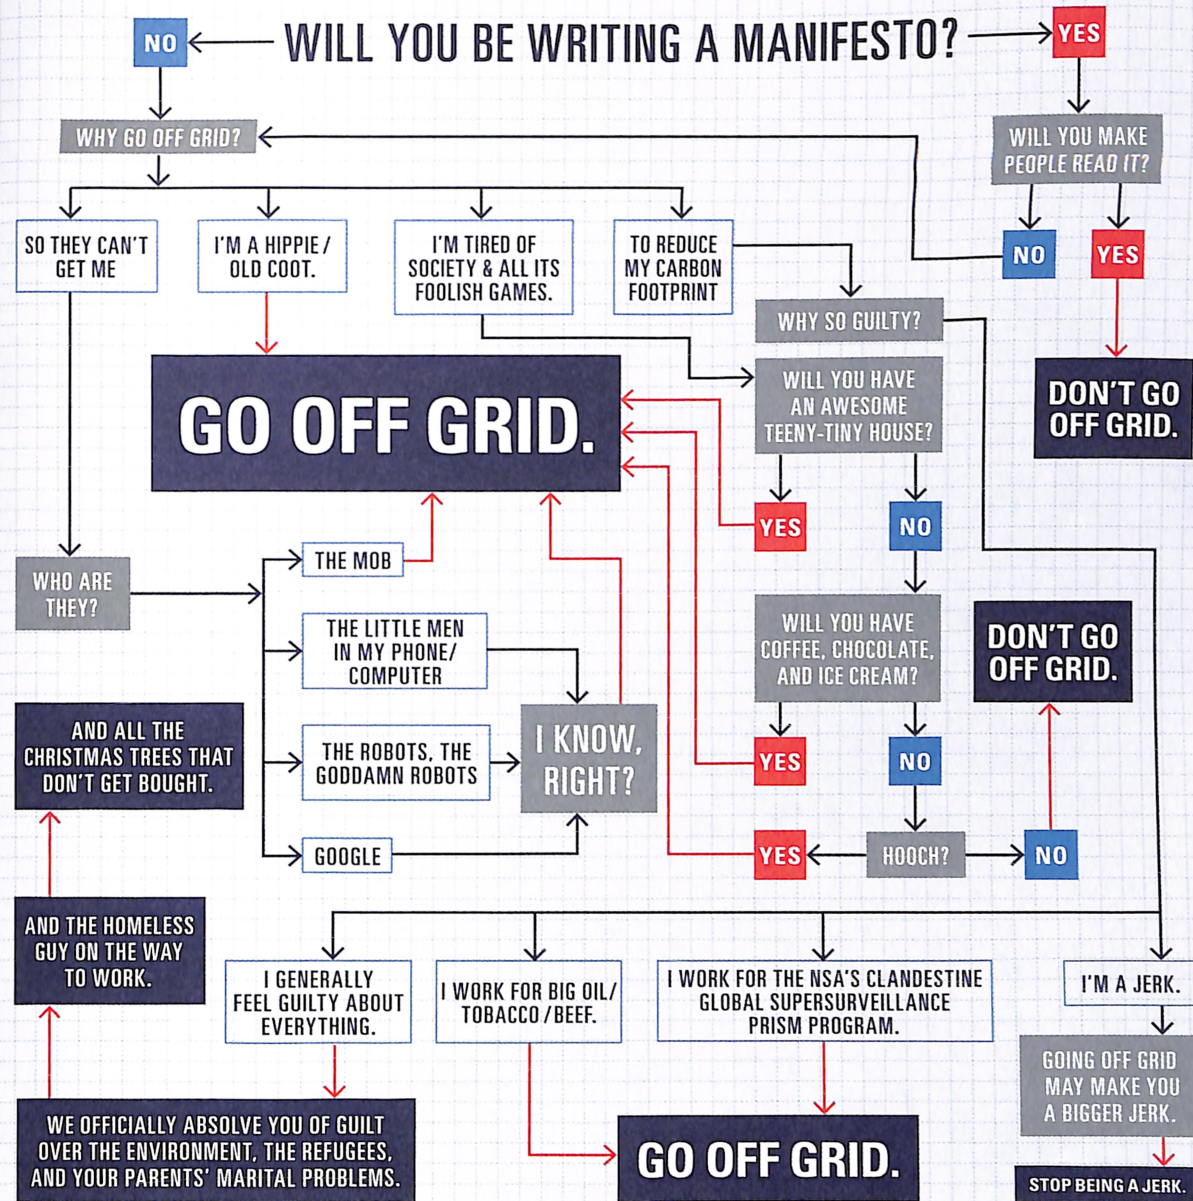 WILL YOU BE WRITING A MANIFESTO?
NO
YES
WHY GO OFF GRID?
WILL YOU MAKE
PEOPLE READ IT?
NO
YES
SO THEY CAN'T
GET ME
I'M A HIPPIE /
OLD COOT.
I'M TIRED OF
SOCIETY & ALL ITS
FOOLISH GAMES.
TO REDUCE
MY CARBON
FOOTPRINT
WHY SO GUILTY?
DON'T GO
OFF GRID.
GO OFF GRID.
WILL YOU HAVE
AN AWESOME
TEENY-TINY HOUSE?
YES
NO
WHO ARE
THEY?
THE MOB
THE LITTLE MEN
IN MY PHONE/
COMPUTER
THE ROBOTS, THE
GODDAMN ROBOTS
GOOGLE
I KNOW,
RIGHT?
WILL YOU HAVE
COFFEE, CHOCOLATE,
AND ICE CREAM?
YES
NO
DON'T GO
OFF GRID.
YES
HOOCH?
NO
AND ALL THE
CHRISTMAS TREES THAT
DON'T GET BOUGHT.
AND THE HOMELESS
GUY ON THE WAY
TO WORK.
I GENERALLY
FEEL GUILTY ABOUT
EVERYTHING.
I WORK FOR BIG OIL/
TOBACCO/BEEF.
I WORK FOR THE NSA'S CLANDESTINE
GLOBAL SUPERSURVEILLANCE
PRISM PROGRAM.
I'M A JERK.
GOING OFF GRID
MAY MAKE YOU
A BIGGER JERK.
WE OFFICIALLY ABSOLVE YOU OF GUILT
OVER THE ENVIRONMENT, THE REFUGEES,
AND YOUR PARENTS' MARITAL PROBLEMS.
GO OFF GRID.
STOP BEING A JERK.